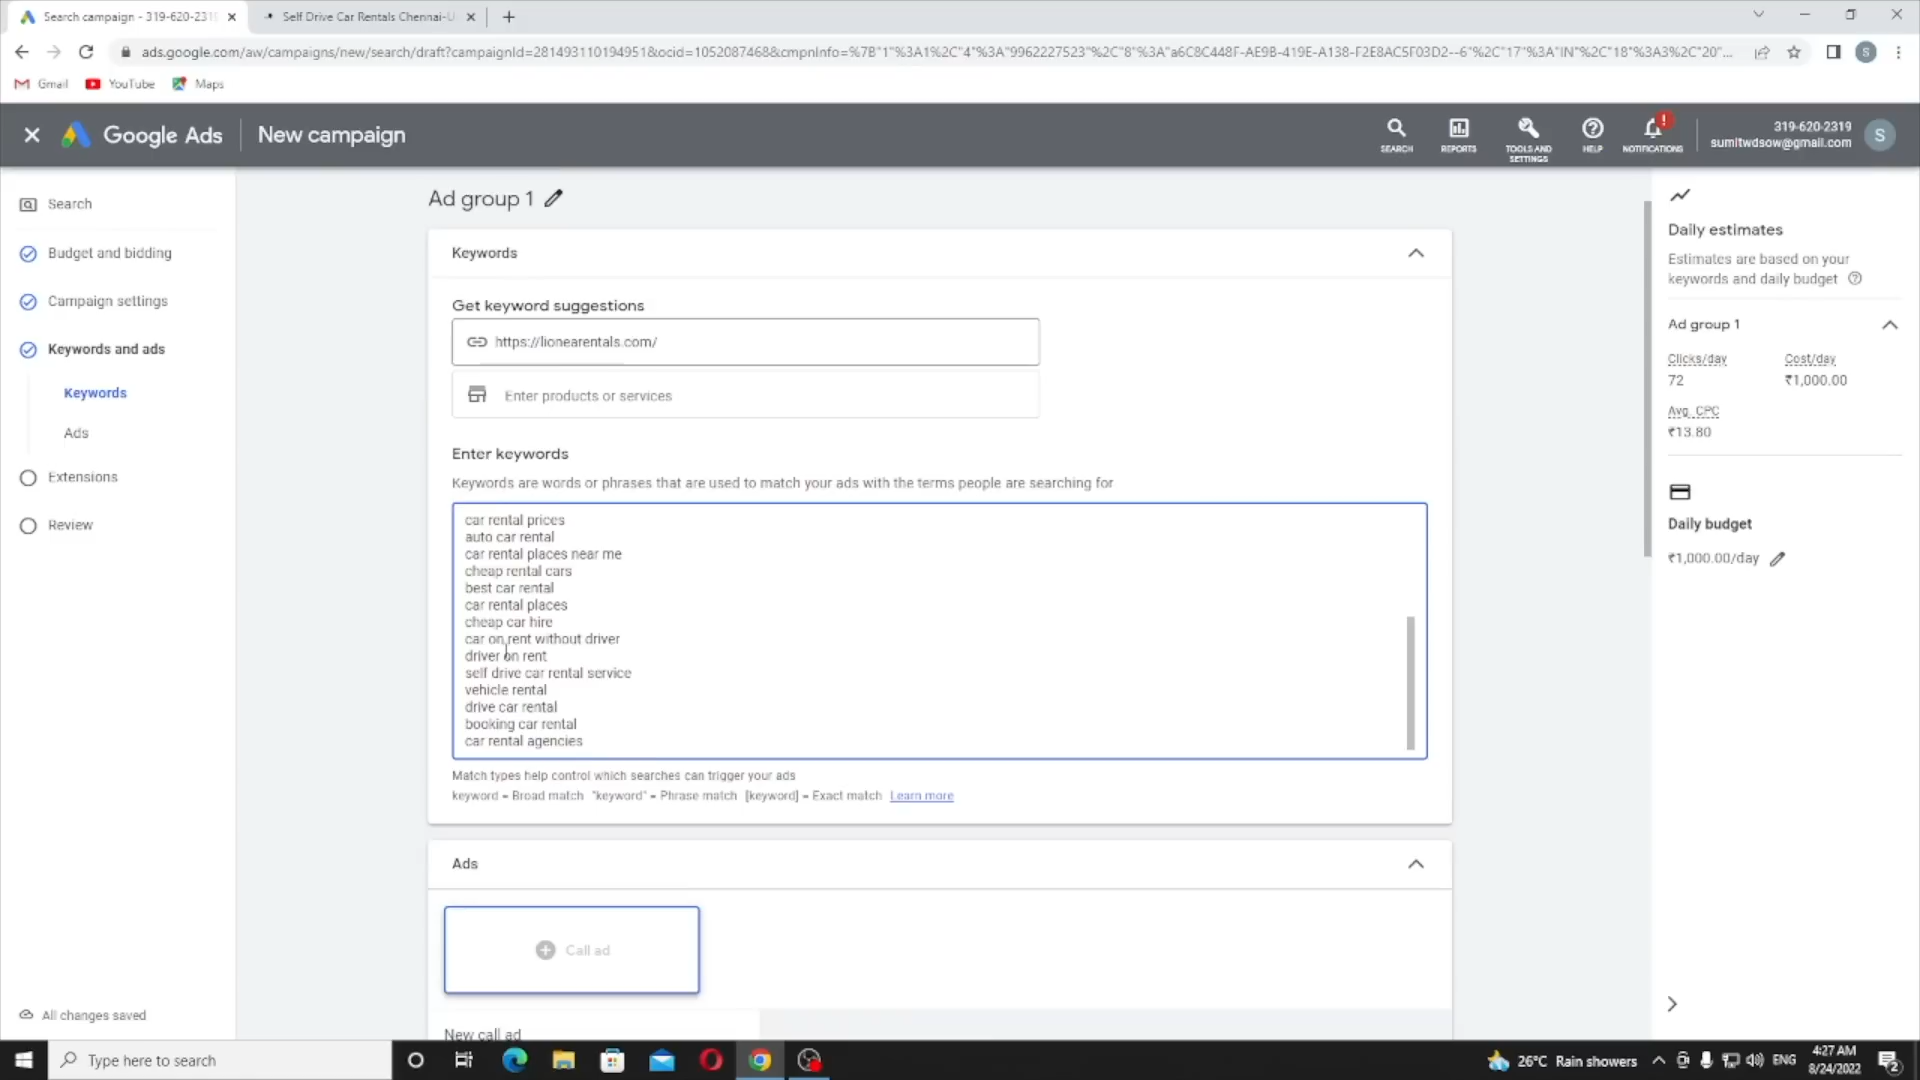 Search campaign - 319-620-231
Self Drive Car Rentals Chennai-U
ads.google.com/aw/campaigns/new/search/draft?campaignId=281493110194951&ocid=1052087468&cmpnInfo=%7B"1"%3A1%2C"4"%3A"9962227523"%2C"8"%3A"a6C8C448F-AE9B-419E-A138-F2E8AC5F03D2--6"%2C"17"%3A"IN"%2C"18"%3A3%2C"20"...
S
Gmail
YouTube
Maps
Google Ads
New campaign
SEARCH
REPORTS
TOOLS AND SETTINGS
HELP
NOTIFICATIONS
319-620-2319
sumitwdsow@gmail.com
S
Search
Budget and bidding
Campaign settings
Keywords and ads
Keywords
Ads
Extensions
Review
All changes saved
Ad group 1
Keywords
Get keyword suggestions
https://lionearentals.com/
Enter products or services
Enter keywords
Keywords are words or phrases that are used to match your ads with the terms people are searching for
car rental prices
auto car rental
car rental places near me
cheap rental cars
best car rental
car rental places
cheap car hire
car on rent without driver
driver on rent
self drive car rental service
vehicle rental
drive car rental
booking car rental
car rental agencies
Match types help control which searches can trigger your ads
keyword = Broad match "keyword" = Phrase match [keyword] = Exact match Learn more
Ads
Call ad
New call ad
Daily estimates
Estimates are based on your
keywords and daily budget
Ad group 1
Clicks/day Cost/day
72 ₹1,000.00
Avg. CPC
₹13.80
Daily budget
₹1,000.00/day
Type here to search
26°C Rain showers
ENG
4:27 AM
8/24/2022
2